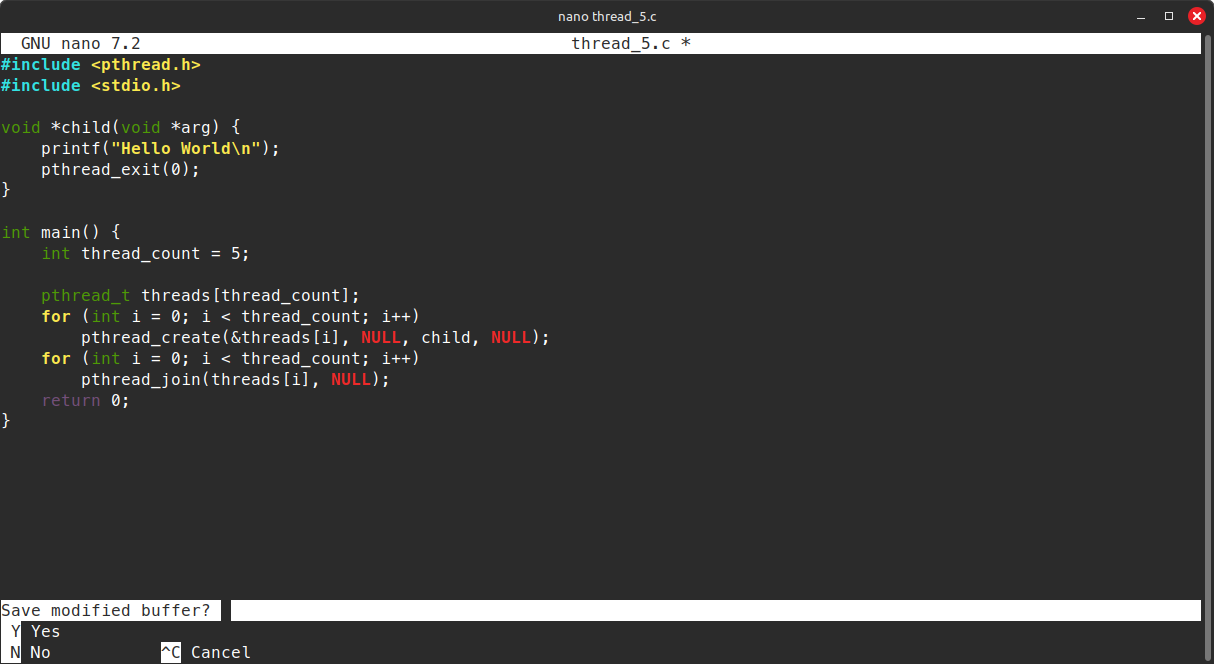 nano thread_5.c
GNU nano 7.2 thread_5.c *
#include <pthread.h>
#include <stdio.h>

void *child(void *arg) {
    printf("Hello World\n");
    pthread_exit(0);
}

int main() {
    int thread_count = 5;

    pthread_t threads[thread_count];
    for (int i = 0; i < thread_count; i++)
        pthread_create(&threads[i], NULL, child, NULL);
    for (int i = 0; i < thread_count; i++)
        pthread_join(threads[i], NULL);
    return 0;
}
Save modified buffer?
Y Yes
N No ^C Cancel